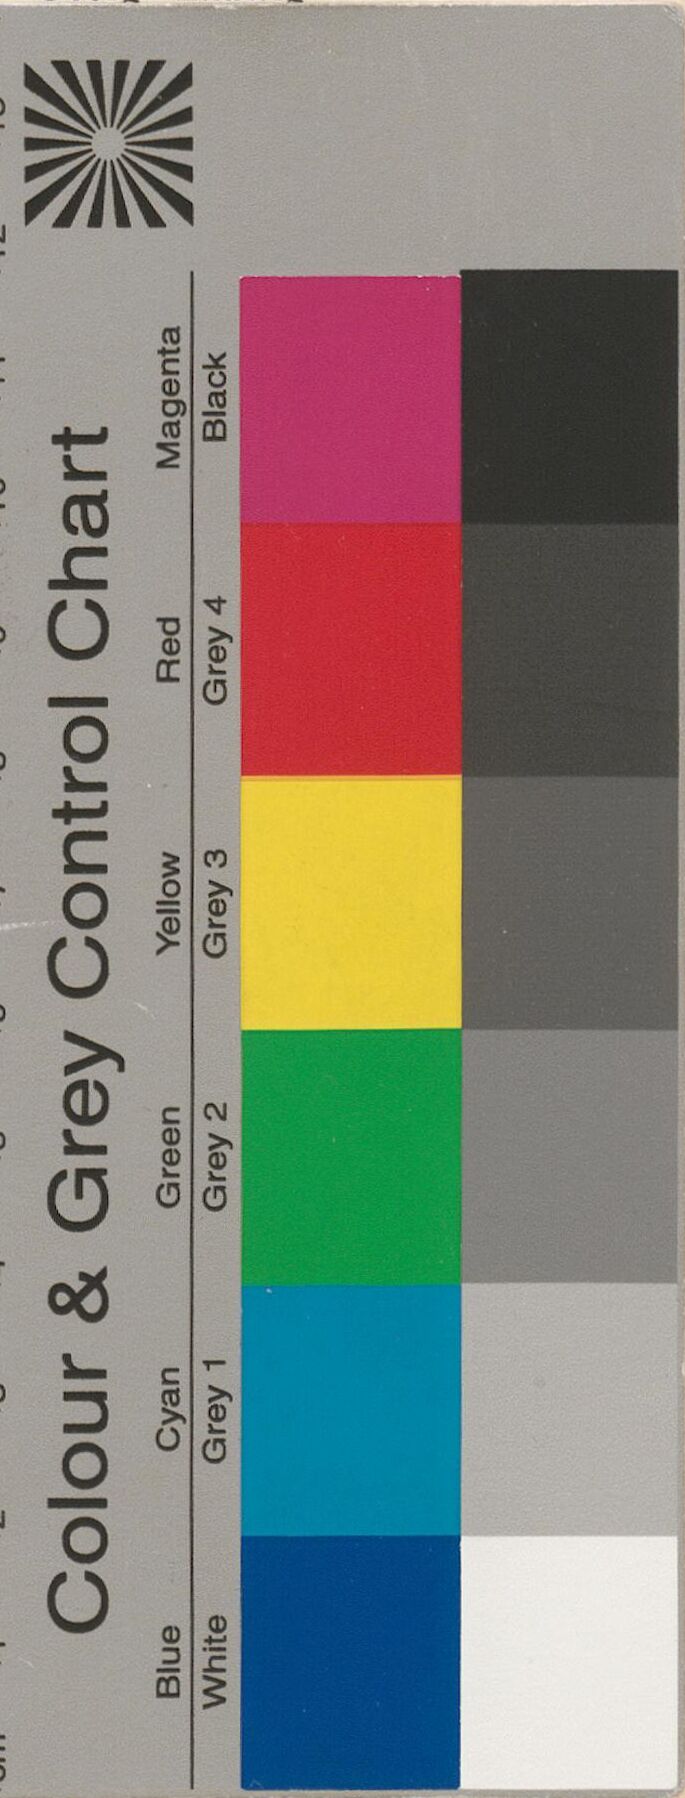 Colour & Grey Control Chart
Blue Cyan Green Yellow Red Magenta
White Grey 1 Grey 2 Grey 3 Grey 4 Black